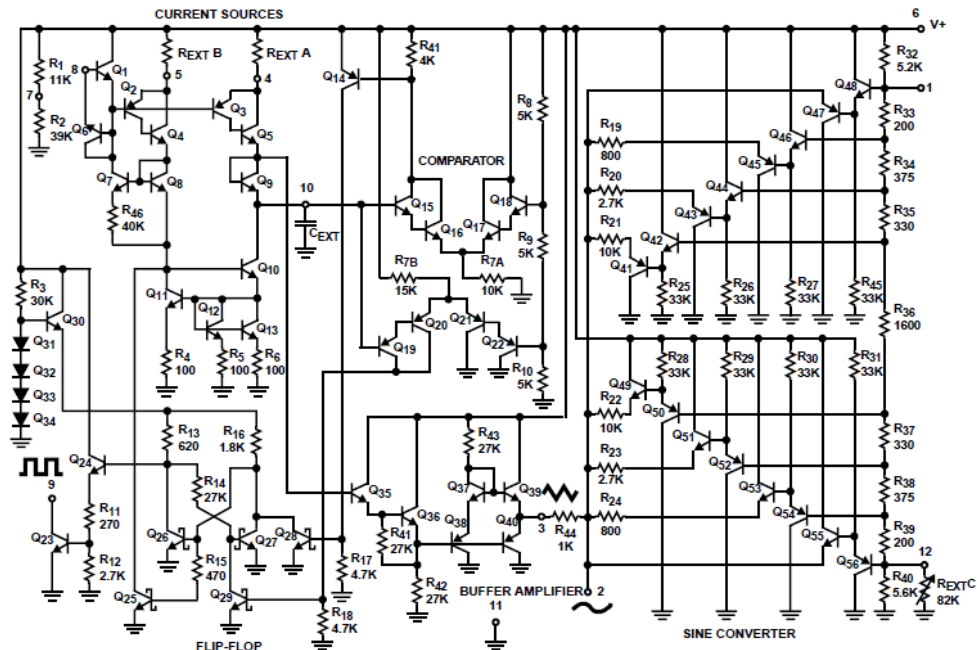 CURRENT SOURCES
6
V+
R1
11K
8
Q1
REXT B
5
REXT A
4
Q14
R41
4K
R32
5.2K
Q48
1
7
R2
39K
Q2
Q3
Q6
Q4
Q5
R8
5K
Q47
R33
200
R19
800
Q46
COMPARATOR
Q45
R34
375
Q7
Q8
Q9
10
Q15
Q18
R20
2.7K
Q44
R46
40K
CEXT
Q16
Q17
R9
5K
Q43
R35
330
R21
10K
Q42
R7B
15K
R7A
10K
Q41
R25
33K
R26
33K
R27
33K
R45
33K
R3
30K
Q10
Q11
Q12
Q13
Q30
Q20
Q21
R36
1600
Q31
Q19
Q22
Q32
R4
100
R5
100
R6
100
R10
5K
R28
33K
R29
33K
R30
33K
R31
33K
Q33
Q49
Q34
R22
10K
Q50
R13
620
R16
1.8K
R43
27K
Q51
R37
330
Q24
R23
2.7K
Q52
9
R14
27K
Q35
Q37
Q39
Q53
R38
375
R11
270
Q36
3
R24
800
Q54
Q23
Q26
Q27
Q28
R41
27K
Q38
Q40
R44
1K
Q55
R39
200
R12
2.7K
R15
470
R17
4.7K
Q56
12
Q25
Q29
R42
27K
BUFFER AMPLIFIER
2
R40
5.6K
REXTC
82K
R18
4.7K
11
FLIP-FLOP
SINE CONVERTER